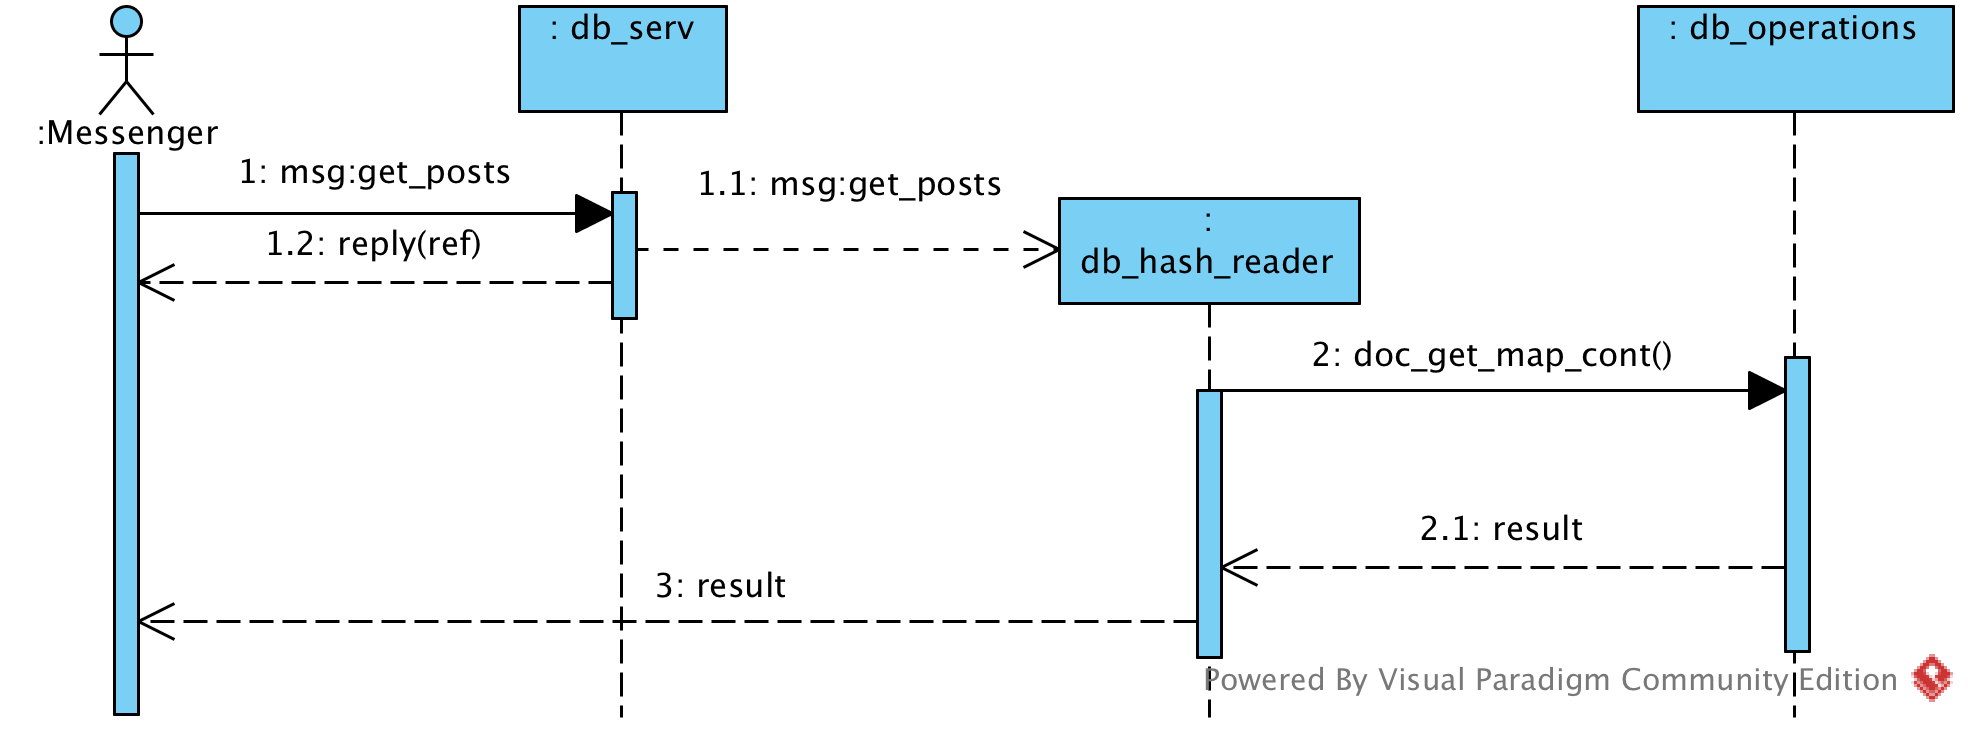 : db_serv
: db_operations
:Messenger
1: msg:get_posts
1.1: msg:get_posts
:
db_hash_reader
1.2: reply(ref)
2: doc_get_map_cont()
2.1: result
3: result
Powered By Visual Paradigm Community Edition